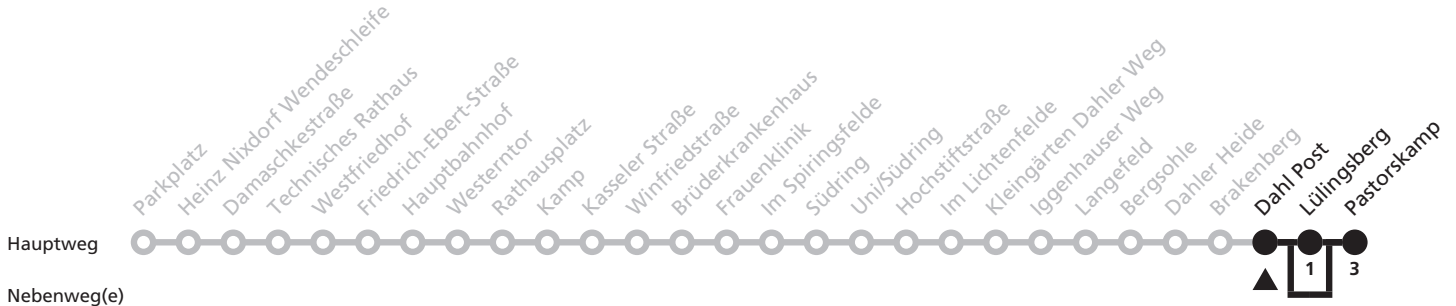 Parkplatz
Heinz Nixdorf Wendeschleife
Damaschkestraße
Technisches Rathaus
Westfriedhof
Friedrich-Ebert-Straße
Hauptbahnhof
Westerntor
Rathausplatz
Kamp
Kasseler Straße
Winfriedstraße
Brüderkrankenhaus
Frauenklinik
Im Spiringsfelde
Südring
Uni/Südring
Hochstiftstraße
Im Lichtenfelde
Kleingärten Dahler Weg
Iggenhauser Weg
Langefeld
Bergsohle
Dahler Heide
Brakenberg
Dahl Post
Lülingsberg
Pastorskamp
Hauptweg
1 3
Nebenweg(e)